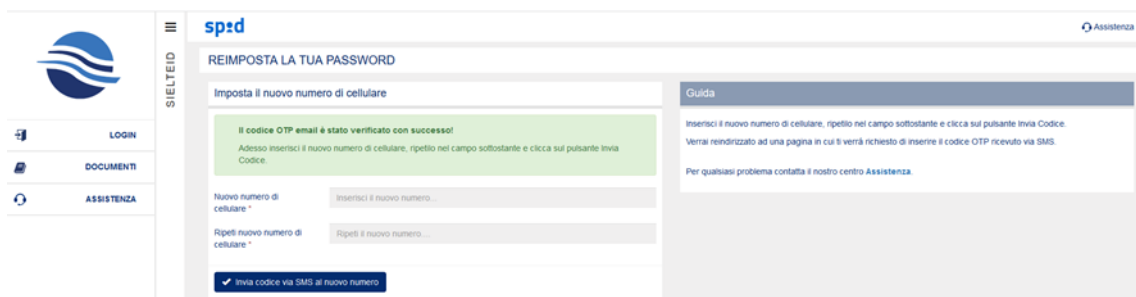 spid
Assistenza
SIELTEID
REIMPOSTA LA TUA PASSWORD
LOGIN
DOCUMENTI
ASSISTENZA
Imposta il nuovo numero di cellulare
Il codice OTP email è stato verificato con successo!
Adesso inserisci il nuovo numero di cellulare, ripetilo nel campo sottostante e clicca sul pulsante Invia
Codice.
Nuovo numero di
cellulare *
Inserisci il nuovo numero...
Ripeti nuovo numero di
cellulare *
Ripeti il nuovo numero...
Invia codice via SMS al nuovo numero
Guida
Inserisci il nuovo numero di cellulare, ripetilo nel campo sottostante e clicca sul pulsante Invia Codice.
Verrai reindirizzato ad una pagina in cui ti verrà richiesto di inserire il codice OTP ricevuto via SMS.
Per qualsiasi problema contatta il nostro centro Assistenza.